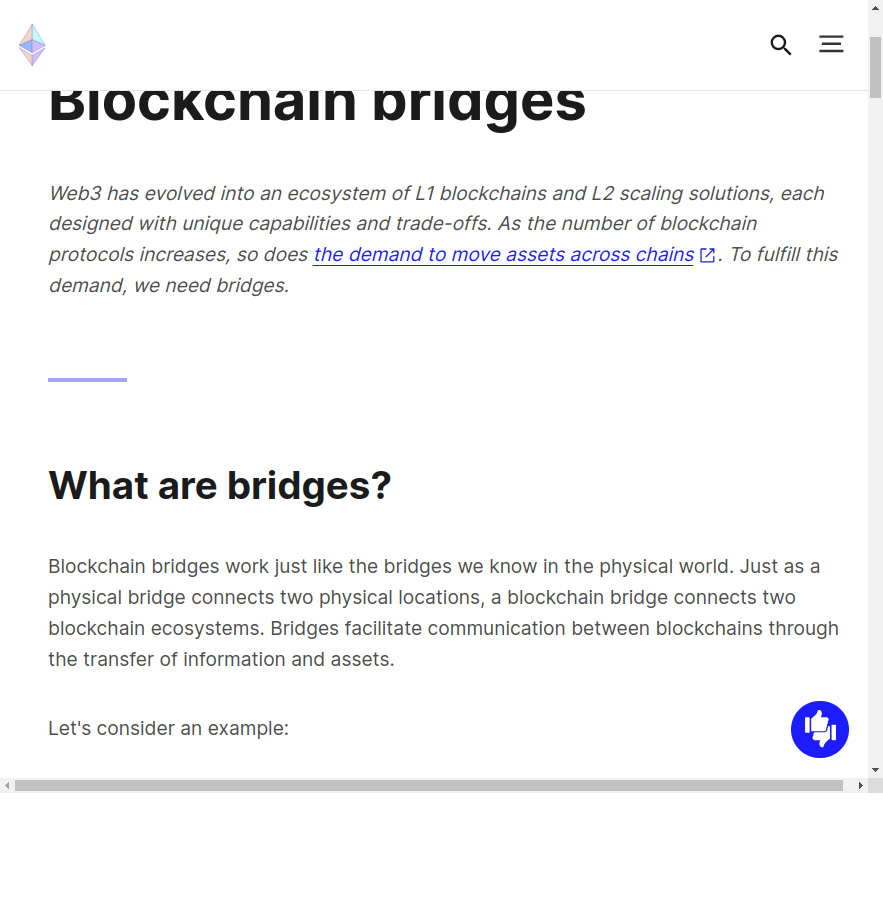 Blockchain bridges
Web3 has evolved into an ecosystem of L1 blockchains and L2 scaling solutions, each
designed with unique capabilities and trade-offs. As the number of blockchain
protocols increases, so does the demand to move assets across chains. To fulfill this
demand, we need bridges.
What are bridges?
Blockchain bridges work just like the bridges we know in the physical world. Just as a
physical bridge connects two physical locations, a blockchain bridge connects two
blockchain ecosystems. Bridges facilitate communication between blockchains through
the transfer of information and assets.
Let's consider an example: